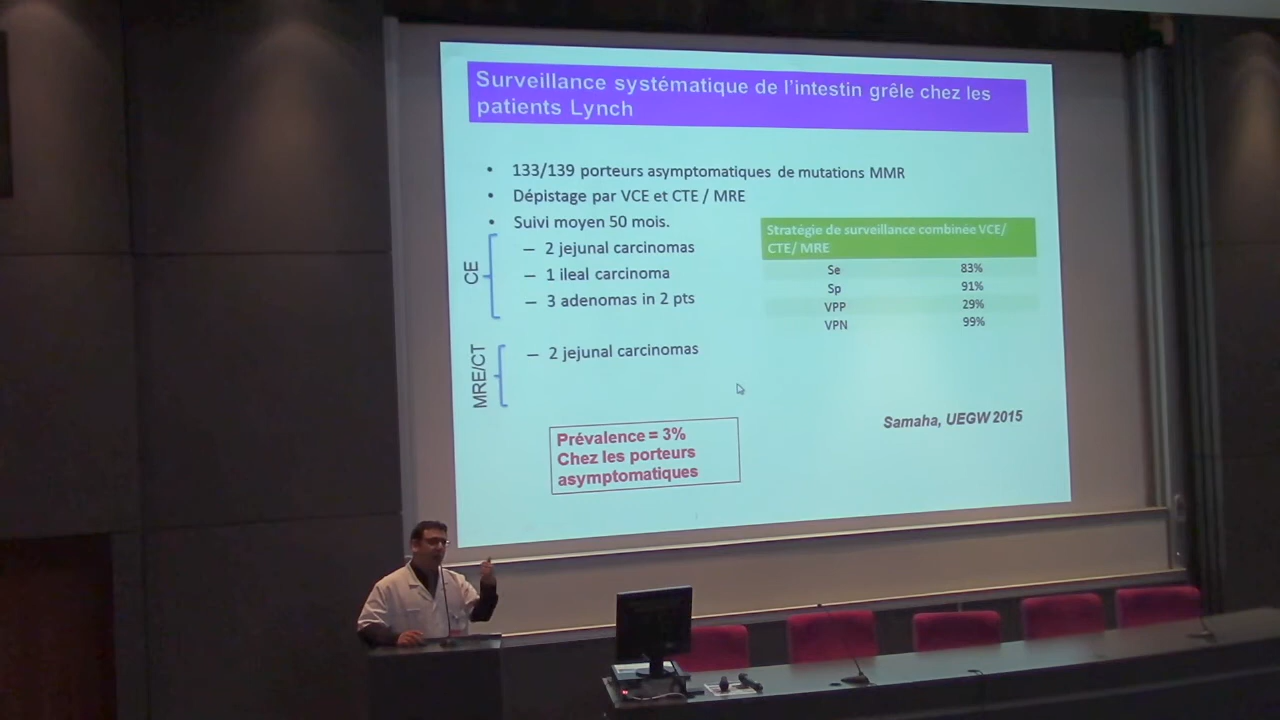 Surveillance systématique de l'intestin grêle chez les
patients Lynch
• 133/139 porteurs asymptomatiques de mutations MMR
• Dépistage par VCE et CTE / MRE
• Suivi moyen 50 mois.
CE
– 2 jejunal carcinomas
– 1 ileal carcinoma
– 3 adenomas in 2 pts
MRE/CT
– 2 jejunal carcinomas
Stratégie de surveillance combinée VCE/
CTE/ MRE
Se 83%
Sp 91%
VPP 29%
VPN 99%
Samaha, UEGW 2015
Prévalence = 3%
Chez les porteurs
asymptomatiques